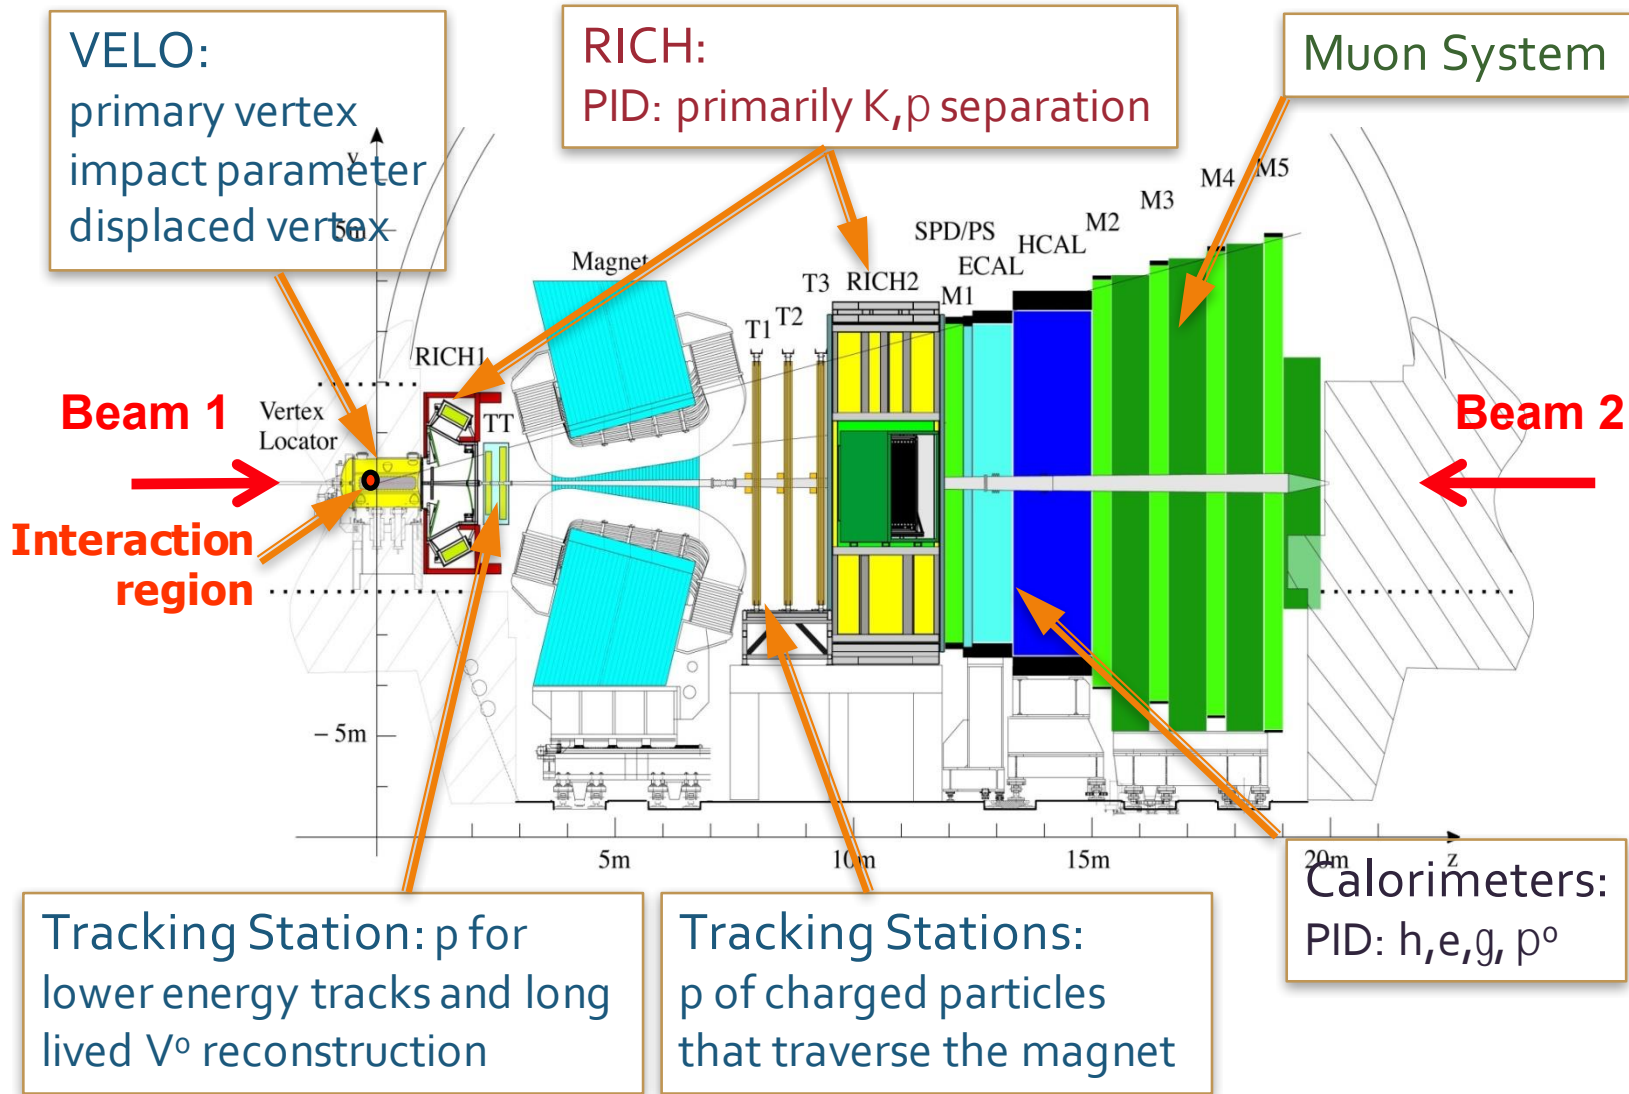 VELO:
primary vertex
impact parameter
displaced vertex
RICH:
PID: primarily K,p separation
Muon System
y
5m
Magnet
SPD/PS
ECAL
HCAL
M1
M2
M3
M4
M5
T1
T2
T3
RICH2
RICH1
TT
Vertex
Locator
Beam 1
Beam 2
Interaction
region
– 5m
5m
10m
15m
20m
z
Tracking Station: p for
lower energy tracks and long
lived Vº reconstruction
Tracking Stations:
p of charged particles
that traverse the magnet
Calorimeters:
PID: h,e,g, pº